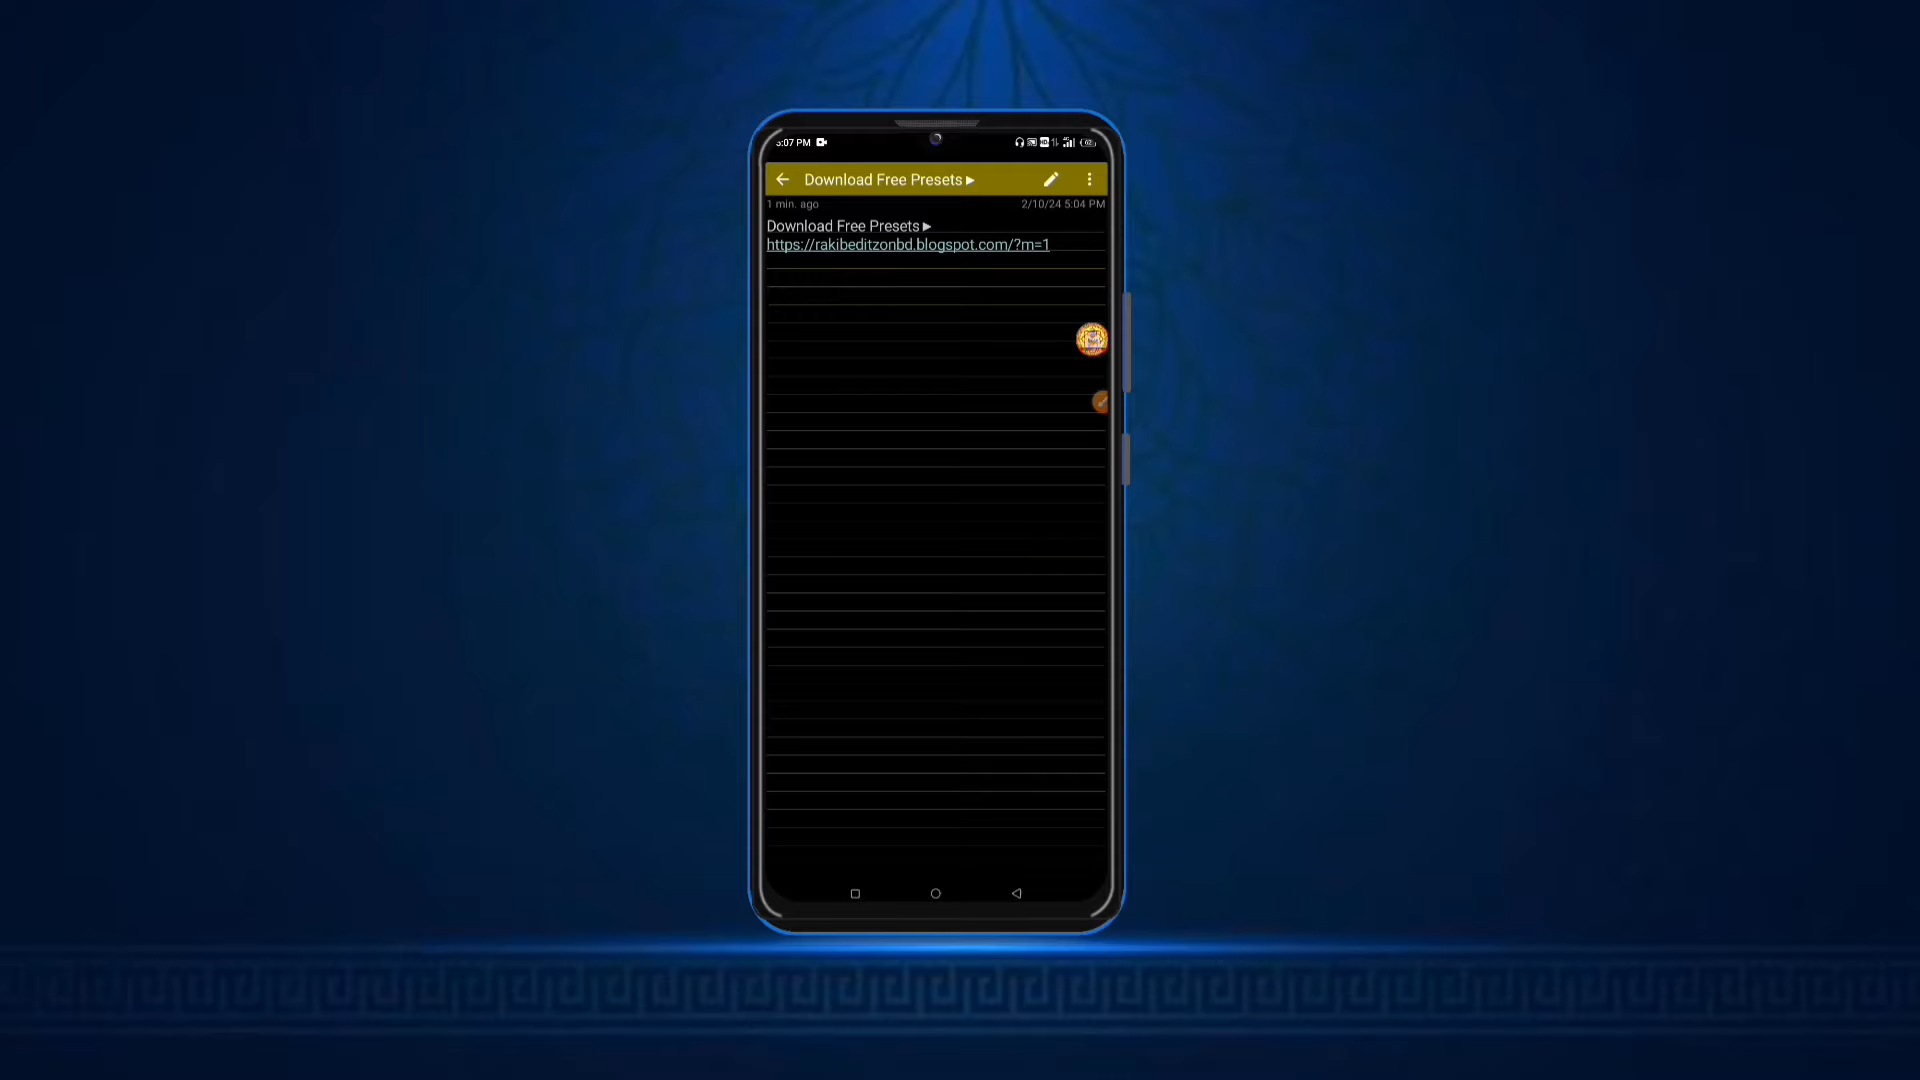 5:07 PM
Download Free Presets ▶
1 min. ago
2/10/24 5:04 PM
Download Free Presets ▶
https://rakibeditzonbd.blogspot.com/?m=1